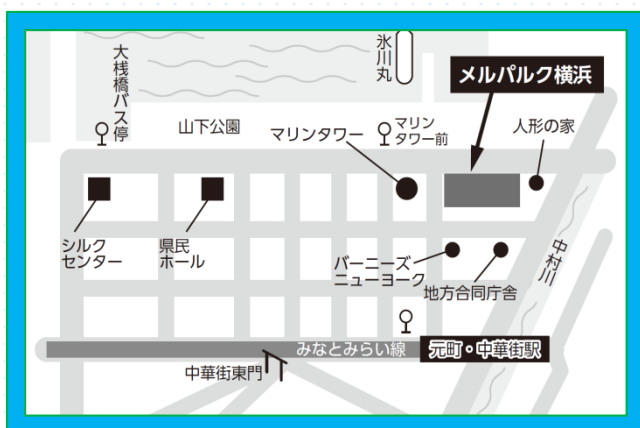 大桟橋バス停
氷川丸
メルパルク横浜
山下公園
マリンタワー
マリン
タワー前
人形の家
シルク
センター
県民
ホール
バーニーズ
ニューヨーク
地方合同庁舎
中村川
みなとみらい線
元町・中華街駅
中華街東門